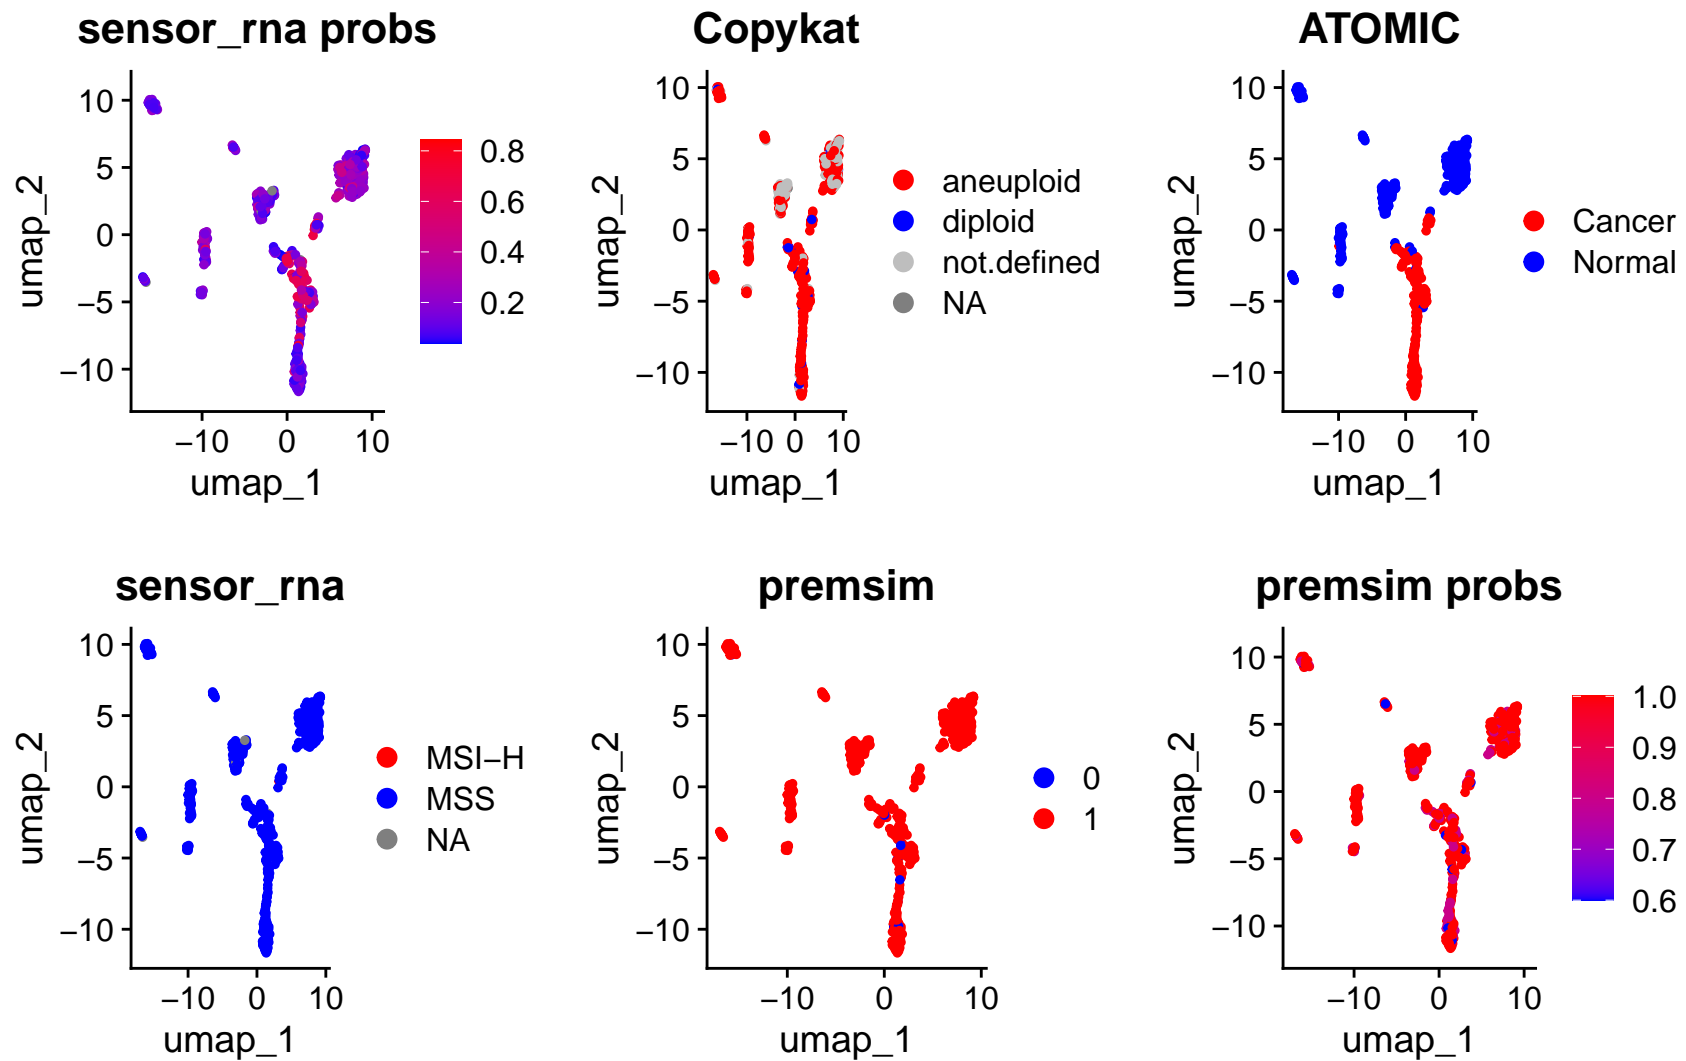 sensor_rna probs
10
5
0
−5
−10
umap_2
−10 0 10
umap_1
0.8
0.6
0.4
0.2
Copykat
10
5
0
−5
−10
umap_2
−10 0 10
umap_1
aneuploid
diploid
not.defined
NA
ATOMIC
10
5
0
−5
−10
umap_2
−10 0 10
umap_1
Cancer
Normal
sensor_rna
10
5
0
−5
−10
umap_2
−10 0 10
umap_1
MSI−H
MSS
NA
premsim
10
5
0
−5
−10
umap_2
−10 0 10
umap_1
0
1
premsim probs
10
5
0
−5
−10
umap_2
−10 0 10
umap_1
1.0
0.9
0.8
0.7
0.6